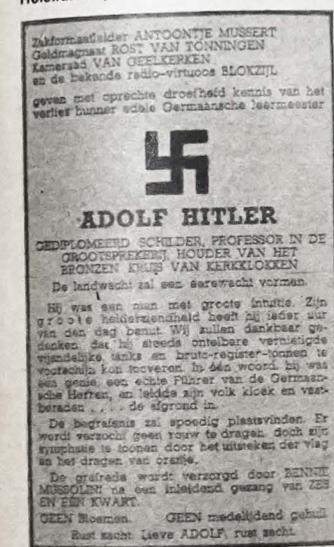 Zakformaatleider ANTOONTJE MUSSERT
Geldmagnaat ROST VAN TONNINGEN
Kameraad VAN GEELKERKEN
en de bekende radio-virtuoos BLOKZIJL
geven met oprechte droefheid kennis van het
verlies hunner edele Germaansche leermeester
ADOLF HITLER
GEDIPLOMEERD SCHILDER, PROFESSOR IN DE
GROOTSPREKERIJ, HOUDER VAN HET
BRONZEN KRUIS VAN KERKKLOKKEN
De landwacht zal een eerewacht vormen.
Hij was een man met groote intuitie. Zijn
groote helderziendheid heeft hij ieder uur
van den dag benut. Wij zullen dankbaar ge-
denken dat hij steeds ontelbare vernietigde
vijandelijke tanks en bruto-register-tonnen te
voorschijn kon tooveren. In één woord, hij was
een genie, een echte Führer van de Germaan-
sche Herren, en leidde zijn volk kloek en vast-
beraden . . . . de afgrond in.
De begrafenis zal spoedig plaatsvinden. Er
wordt verzocht geen rouw te dragen, doch zijn
symphatie te toonen door het uitsteken der vlag
en het dragen van oranje.
De grafrede wordt verzorgd door BENNIE
MUSSOLINI na een inleidend gezang van ZES
EN EEN KWART.
GEEN bloemen. GEEN medelijdend gehuil
Rust zacht. Lieve ADOLF, rust zacht.